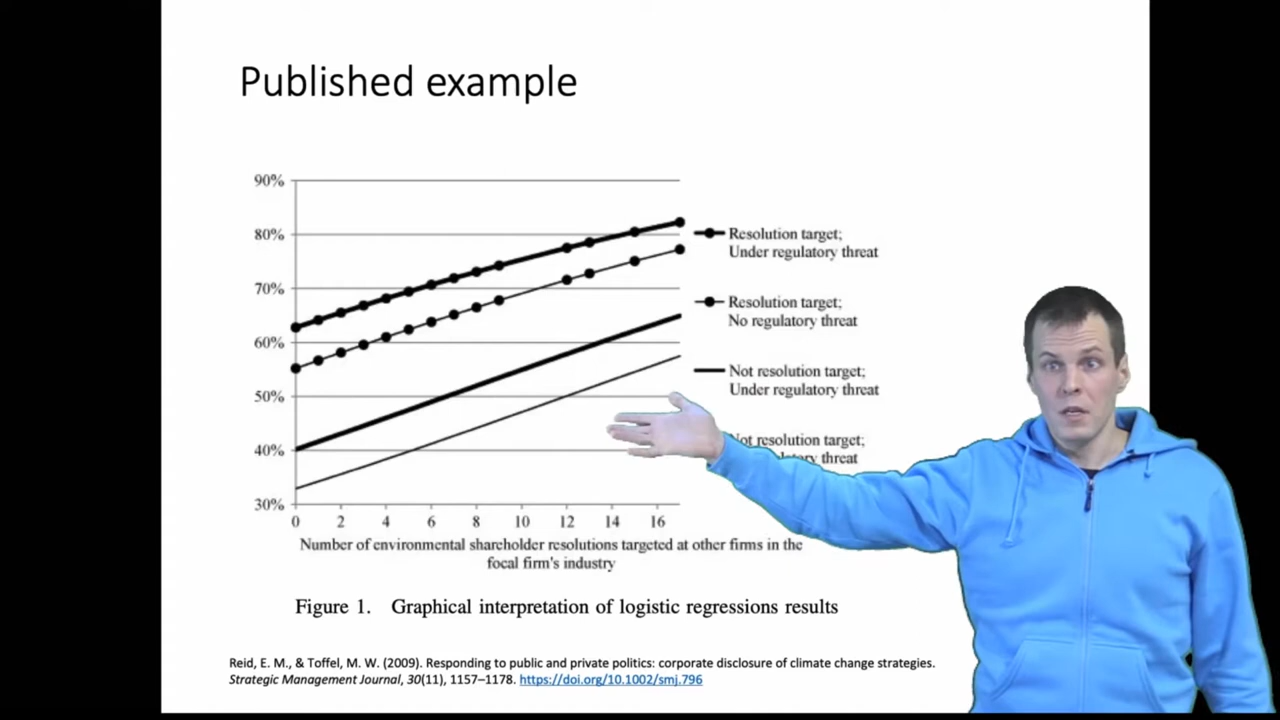 Published example
90%
80%
70%
60%
50%
40%
30%
0 2 4 6 8 10 12 14 16
Number of environmental shareholder resolutions targeted at other firms in the
focal firm's industry
Resolution target;
Under regulatory threat
Resolution target;
No regulatory threat
Not resolution target;
Under regulatory threat
Not resolution target;
threat
Figure 1. Graphical interpretation of logistic regressions results
Reid, E. M., & Toffel, M. W. (2009). Responding to public and private politics: corporate disclosure of climate change strategies.
Strategic Management Journal, 30(11), 1157–1178. https://doi.org/10.1002/smj.796